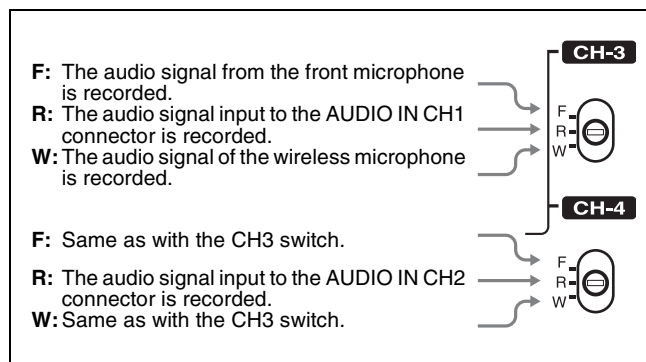 CH-3
F: The audio signal from the front microphone
is recorded.
R: The audio signal input to the AUDIO IN CH1
connector is recorded.
W: The audio signal of the wireless microphone
is recorded.
F
R
W
CH-4
F: Same as with the CH3 switch.
R: The audio signal input to the AUDIO IN CH2
connector is recorded.
W: Same as with the CH3 switch.
F
R
W